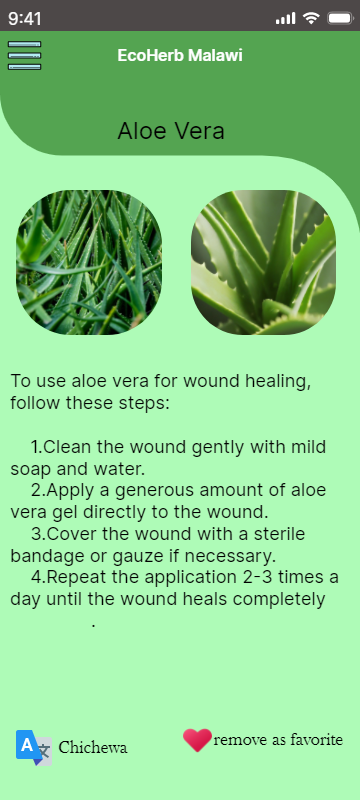 9:41
EcoHerb Malawi
Aloe Vera
To use aloe vera for wound healing,
follow these steps:
1.Clean the wound gently with mild
soap and water.
2.Apply a generous amount of aloe
vera gel directly to the wound.
3.Cover the wound with a sterile
bandage or gauze if necessary.
4.Repeat the application 2-3 times a
day until the wound heals completely
.
A 文 Chichewa
remove as favorite